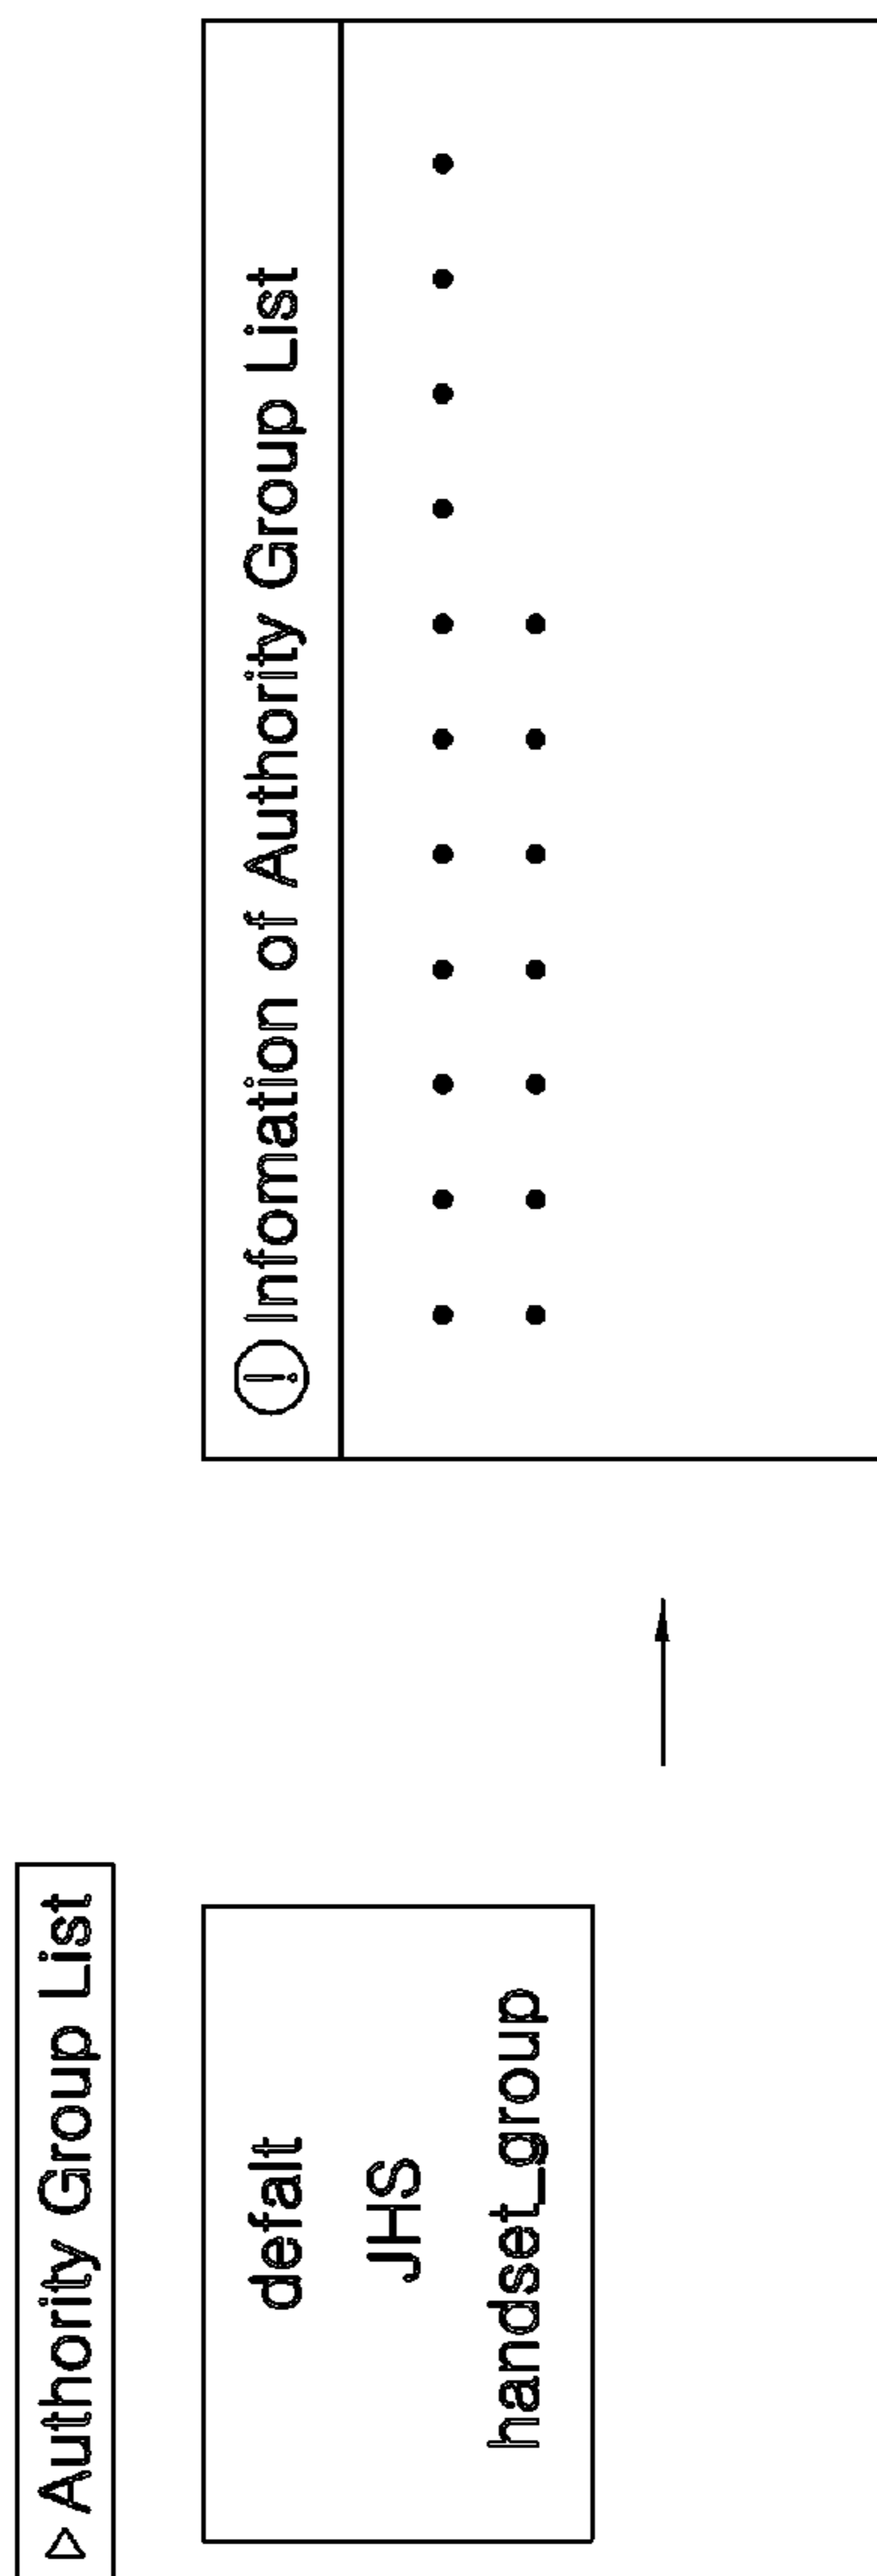 ▷Authority Group List
defalt
JHS
handset_group
! Infomation of Authority Group List